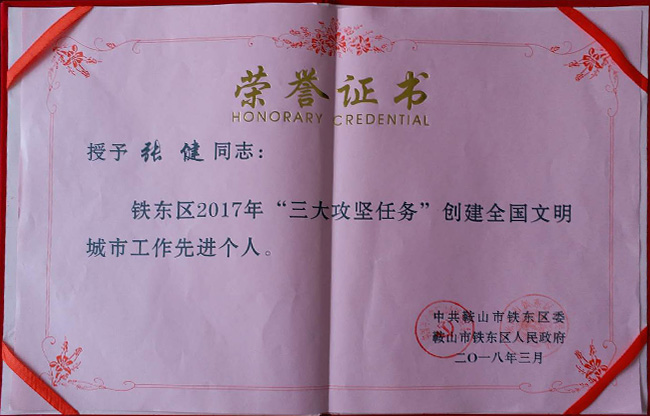 荣誉证书
HONORARY CREDENTIAL
授予 张 健 同志：
铁东区2017年“三大攻坚任务”创建全国文明
城市工作先进个人。
中共鞍山市铁东区委
鞍山市铁东区人民政府
二〇一八年三月